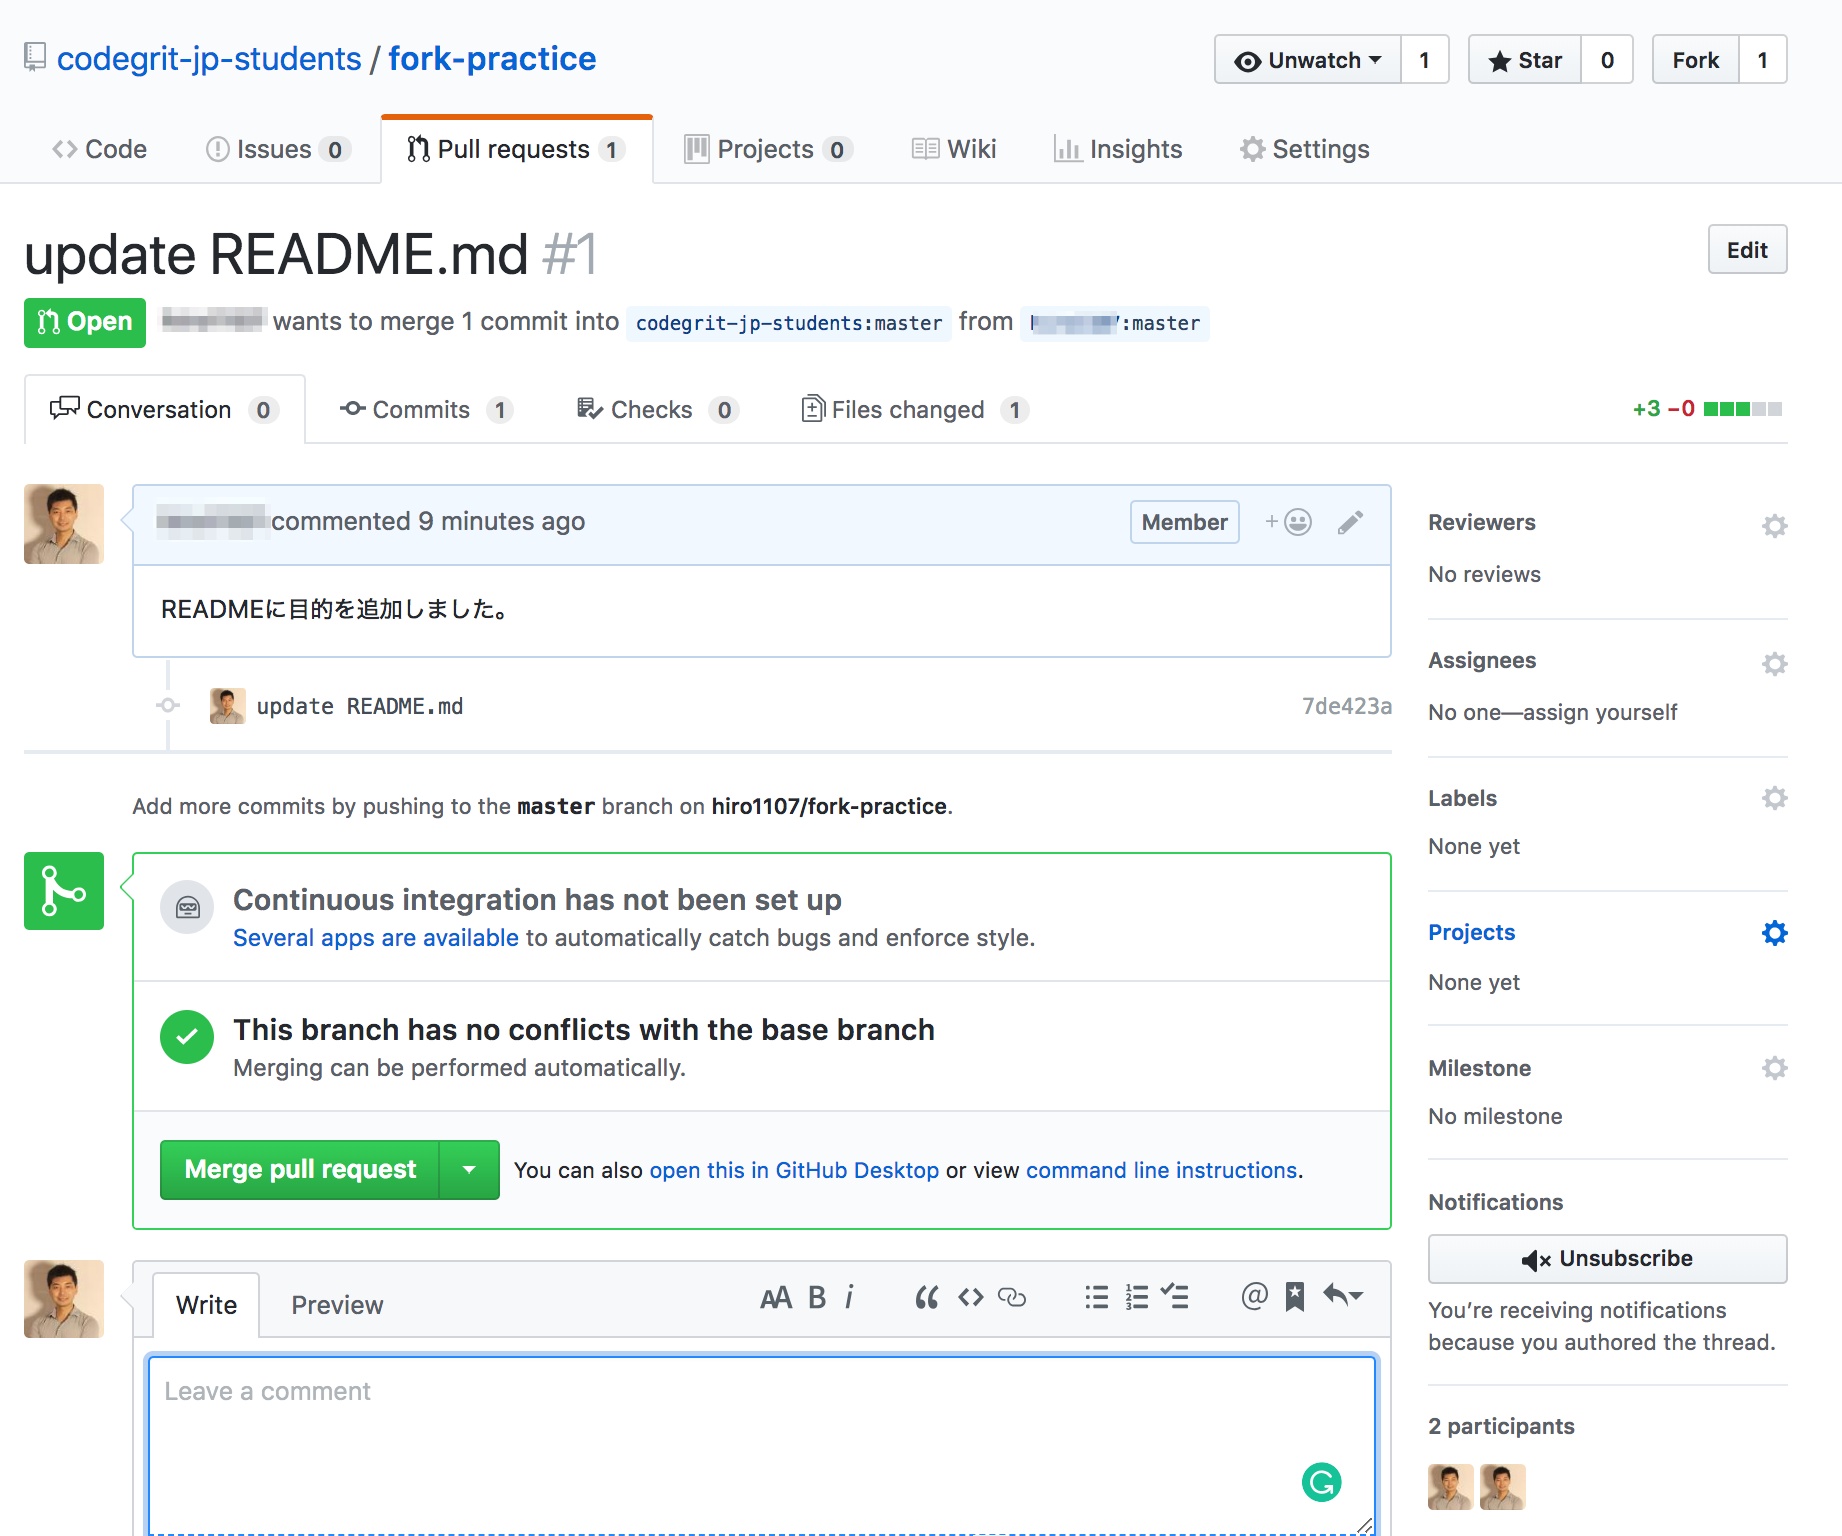 codegrit-jp-students / fork-practice
Unwatch 1
Star 0
Fork 1
Code
Issues 0
Pull requests 1
Projects 0
Wiki
Insights
Settings
update README.md #1
Edit
Open
wants to merge 1 commit into codegrit-jp-students:master from :master
Conversation 0
Commits 1
Checks 0
Files changed 1
+3 −0
commented 9 minutes ago
Member
READMEに目的を追加しました。
update README.md
7de423a
Add more commits by pushing to the master branch on hiro1107/fork-practice.
Continuous integration has not been set up
Several apps are available to automatically catch bugs and enforce style.
This branch has no conflicts with the base branch
Merging can be performed automatically.
Merge pull request
You can also open this in GitHub Desktop or view command line instructions.
Write
Preview
Leave a comment
Reviewers
No reviews
Assignees
No one—assign yourself
Labels
None yet
Projects
None yet
Milestone
No milestone
Notifications
Unsubscribe
You’re receiving notifications
because you authored the thread.
2 participants